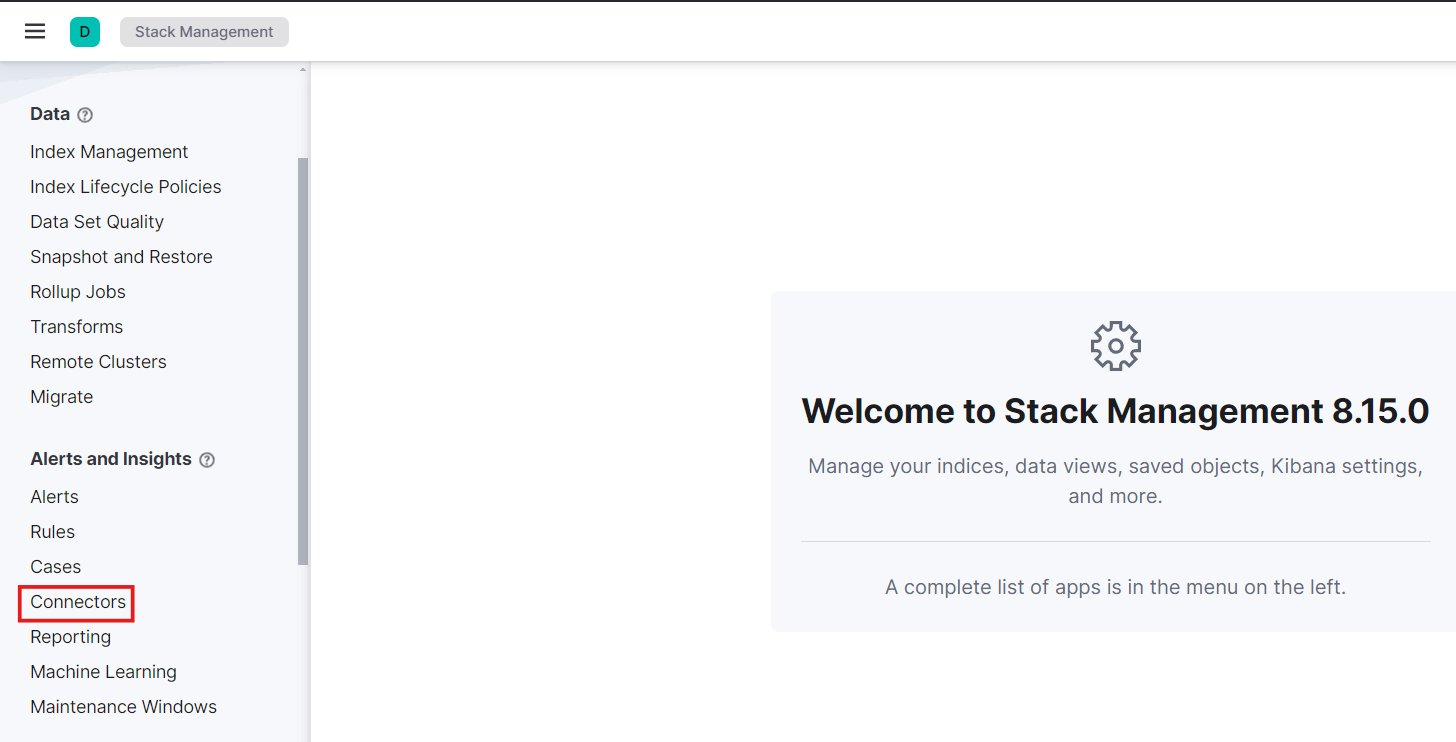 D Stack Management
Data
Index Management
Index Lifecycle Policies
Data Set Quality
Snapshot and Restore
Rollup Jobs
Transforms
Remote Clusters
Migrate
Alerts and Insights
Alerts
Rules
Cases
Connectors
Reporting
Machine Learning
Maintenance Windows
Welcome to Stack Management 8.15.0
Manage your indices, data views, saved objects, Kibana settings,
and more.
A complete list of apps is in the menu on the left.